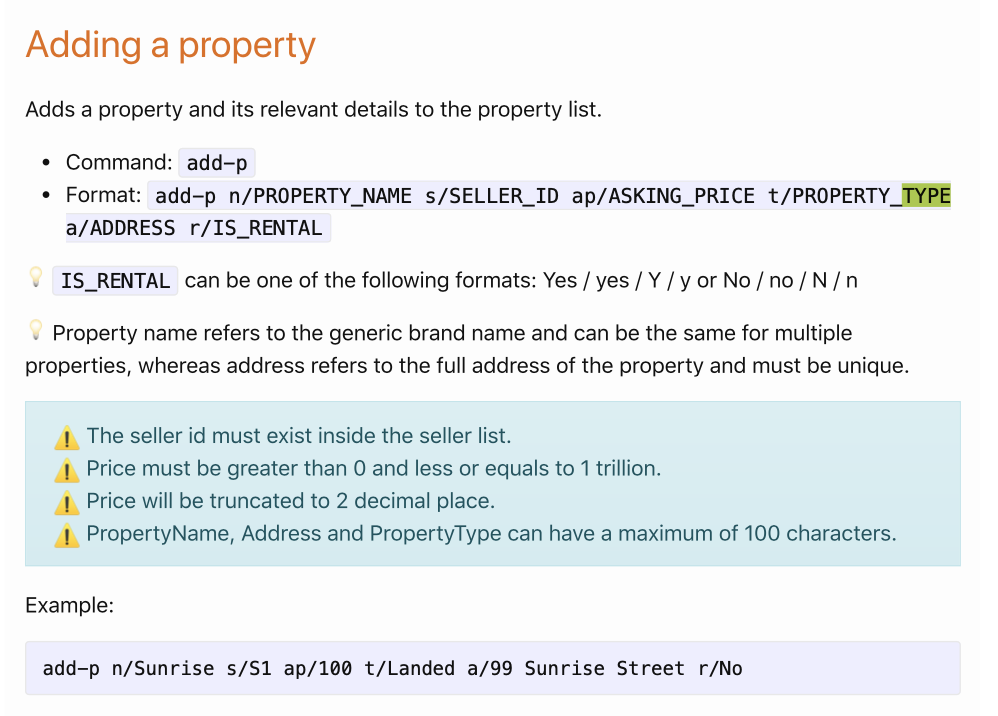 Adding a property
Adds a property and its relevant details to the property list.
• Command: add-p
• Format: add-p n/PROPERTY_NAME s/SELLER_ID ap/ASKING_PRICE t/PROPERTY_TYPE
a/ADDRESS r/IS_RENTAL
💡 IS_RENTAL can be one of the following formats: Yes / yes / Y / y or No / no / N / n
💡 Property name refers to the generic brand name and can be the same for multiple
properties, whereas address refers to the full address of the property and must be unique.
⚠️ The seller id must exist inside the seller list.
⚠️ Price must be greater than 0 and less or equals to 1 trillion.
⚠️ Price will be truncated to 2 decimal place.
⚠️ PropertyName, Address and PropertyType can have a maximum of 100 characters.
Example:
add-p n/Sunrise s/S1 ap/100 t/Landed a/99 Sunrise Street r/No